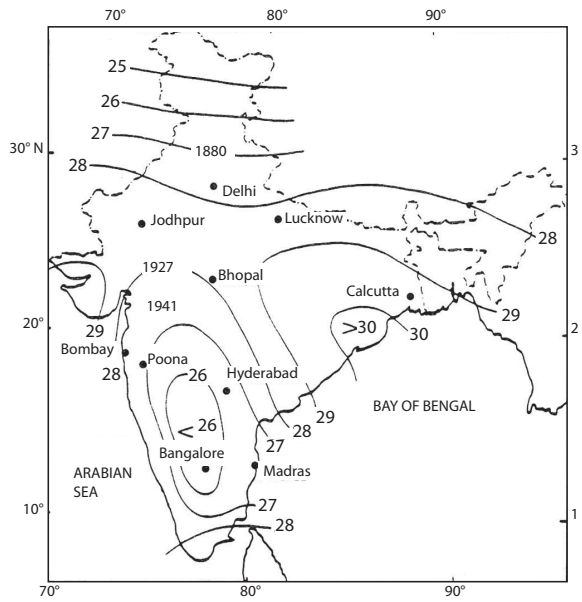 70° 80° 90°
25
26
27
1880
30° N 3
28
Delhi
Jodhpur Lucknow
28
1927
Bhopal
1941 Calcutta
29
20° 29 >30 30 2
Bombay
28 Poona
26 Hyderabad
29 BAY OF BENGAL
< 26 28
27
Bangalore
ARABIAN Madras
SEA
27
10° 28 1
70° 80° 90°